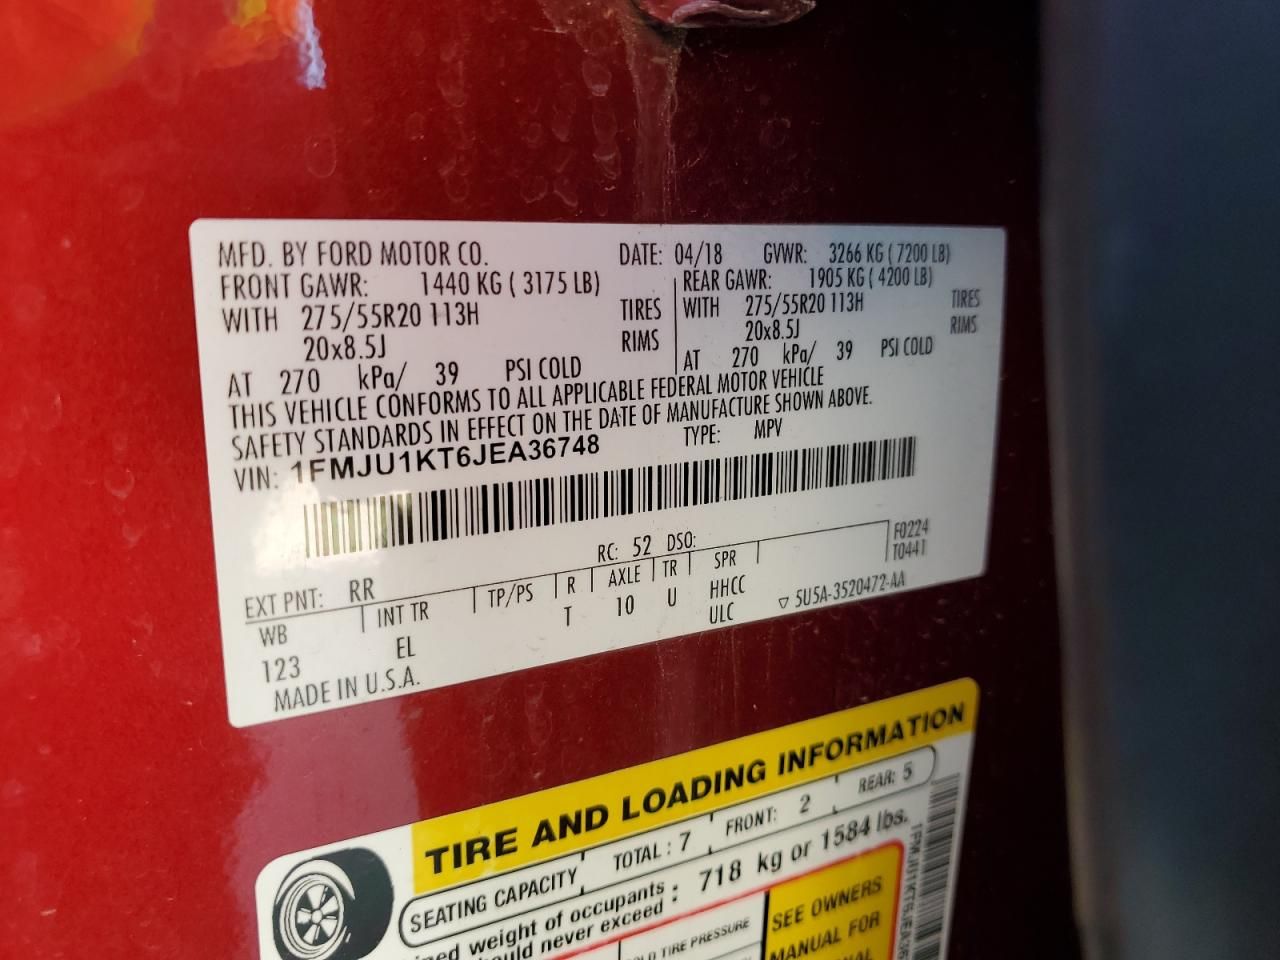 MFD. BY FORD MOTOR CO. DATE: 04/18 GVWR: 3266 KG ( 7200 LB)
FRONT GAWR: 1440 KG ( 3175 LB) REAR GAWR: 1905 KG ( 4200 LB)
WITH 275/55R20 113H TIRES WITH 275/55R20 113H TIRES
20x8.5J RIMS 20x8.5J RIMS
AT 270 kPa/ 39 PSI COLD AT 270 kPa/ 39 PSI COLD
THIS VEHICLE CONFORMS TO ALL APPLICABLE FEDERAL MOTOR VEHICLE
SAFETY STANDARDS IN EFFECT ON THE DATE OF MANUFACTURE SHOWN ABOVE.
VIN: 1FMJU1KT6JEA36748 TYPE: MPV
EXT PNT: RR RC: 52 DSO: F0224
WB INT TR TP/PS R AXLE TR SPR T0441
123 EL T 10 U HHCC ▽ 5U5A-3520472-AA
ULC
MADE IN U.S.A.
TIRE AND LOADING INFORMATION
SEATING CAPACITY TOTAL : 7 FRONT: 2 REAR: 5
weight of occupants : 718 kg or 1584 lbs.
never exceed :
TIRE PRESSURE
SEE OWNERS
MANUAL FOR